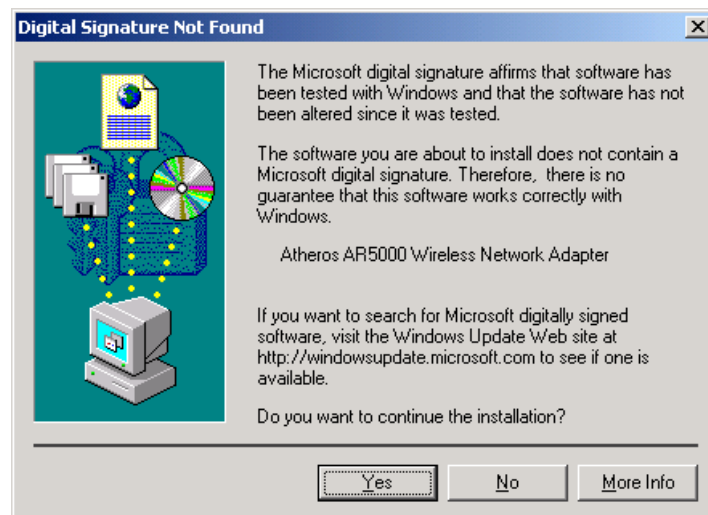 Digital Signature Not Found
The Microsoft digital signature affirms that software has
been tested with Windows and that the software has not
been altered since it was tested.
The software you are about to install does not contain a
Microsoft digital signature. Therefore,  there is no
guarantee that this software works correctly with
Windows.
Atheros AR5000 Wireless Network Adapter
If you want to search for Microsoft digitally signed
software, visit the Windows Update Web site at
http://windowsupdate.microsoft.com to see if one is
available.
Do you want to continue the installation?
Yes No More Info